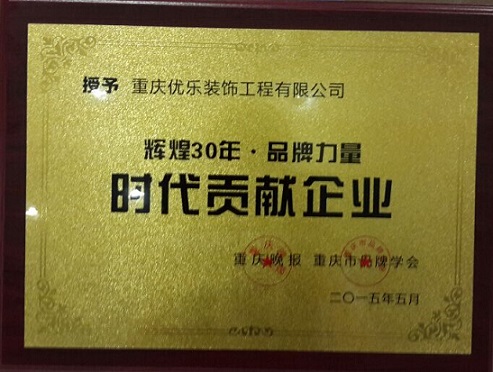 授予 重庆优乐装饰工程有限公司
辉煌30年·品牌力量
时代贡献企业
重庆晚报 重庆市品牌学会
二〇一五年五月